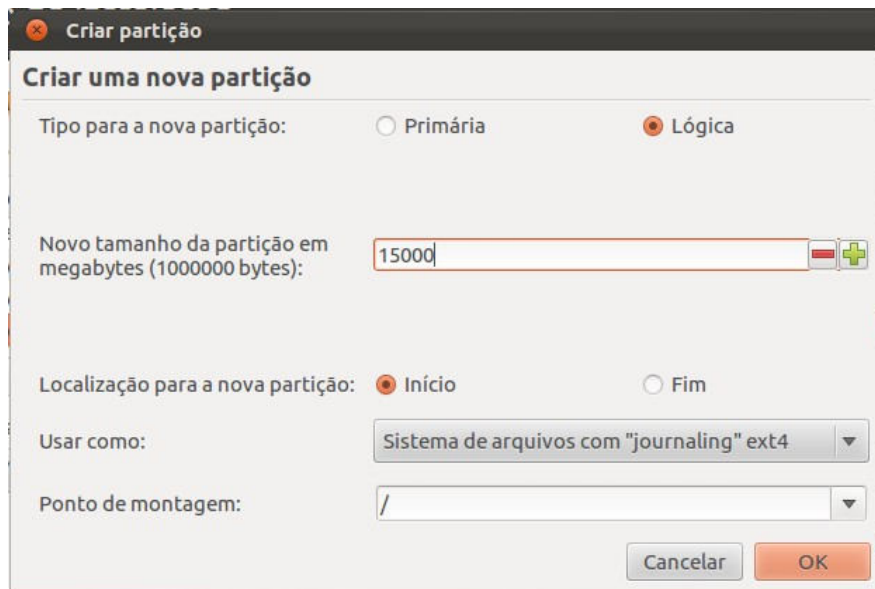 Criar partição
Criar uma nova partição
Tipo para a nova partição: Primária Lógica
Novo tamanho da partição em
megabytes (1000000 bytes):
15000
Localização para a nova partição: Início Fim
Usar como: Sistema de arquivos com "journaling" ext4
Ponto de montagem: /
Cancelar OK